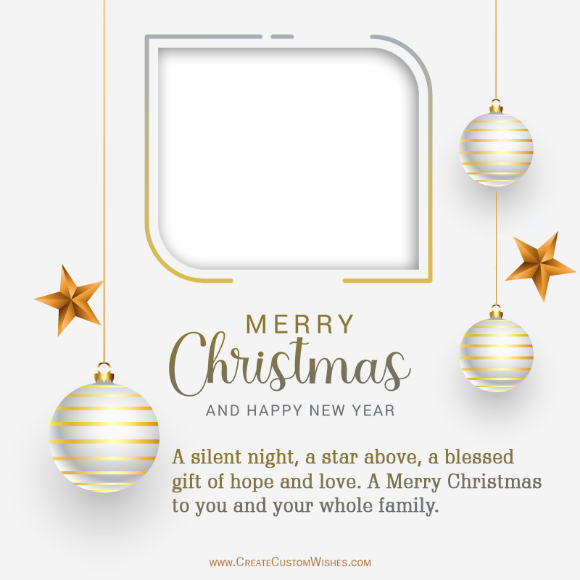 MERRY
Christmas
AND HAPPY NEW YEAR
A silent night, a star above, a blessed
gift of hope and love. A Merry Christmas
to you and your whole family.
www.CreateCustomWishes.com